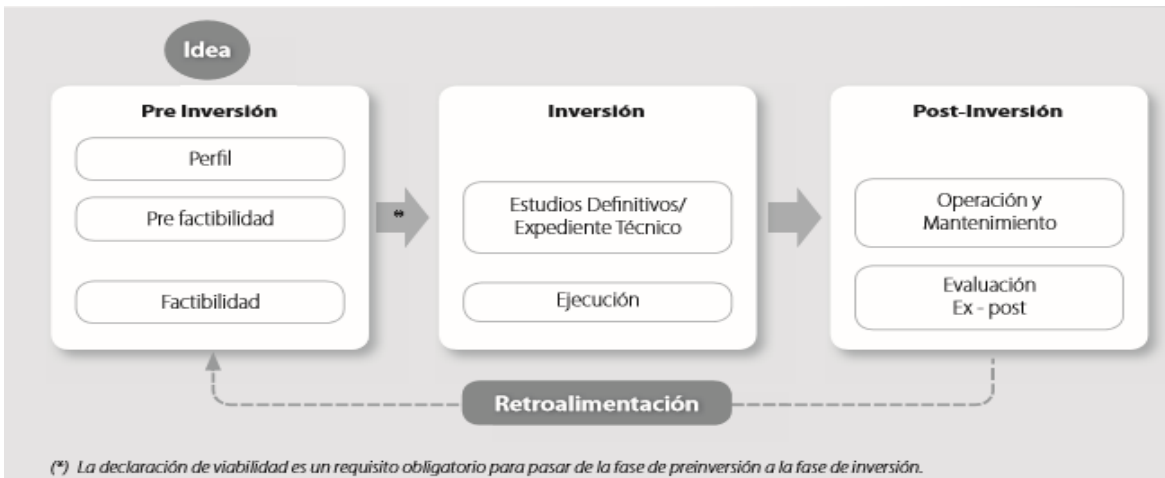 Idea
Pre Inversión
Perfil
Pre factibilidad
Factibilidad
*
Inversión
Estudios Definitivos/
Expediente Técnico
Ejecución
Post-Inversión
Operación y
Mantenimiento
Evaluación
Ex - post
Retroalimentación
(*) La declaración de viabilidad es un requisito obligatorio para pasar de la fase de preinversión a la fase de inversión.